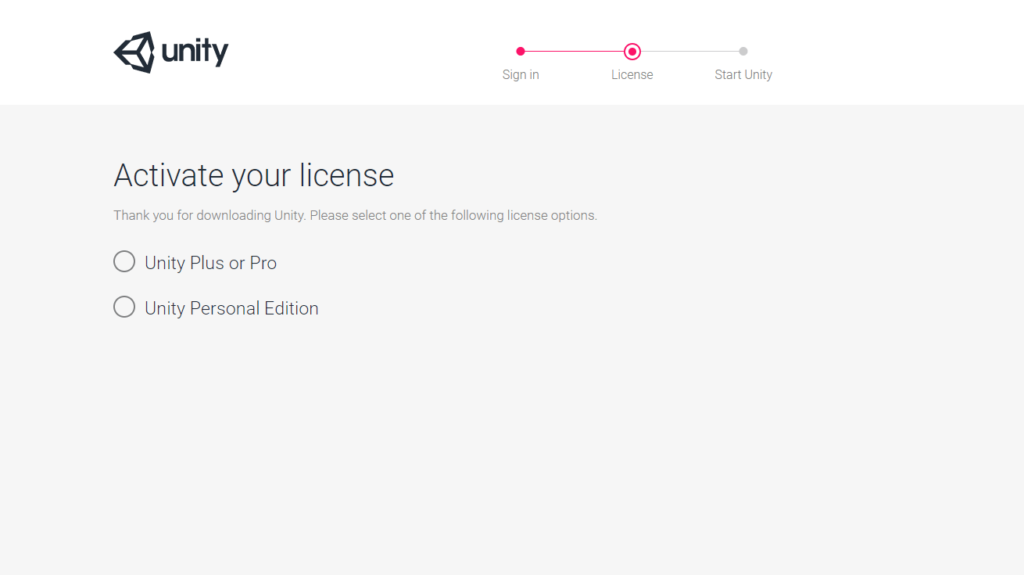 unity
Sign in
License
Start Unity
Activate your license
Thank you for downloading Unity. Please select one of the following license options.
Unity Plus or Pro
Unity Personal Edition